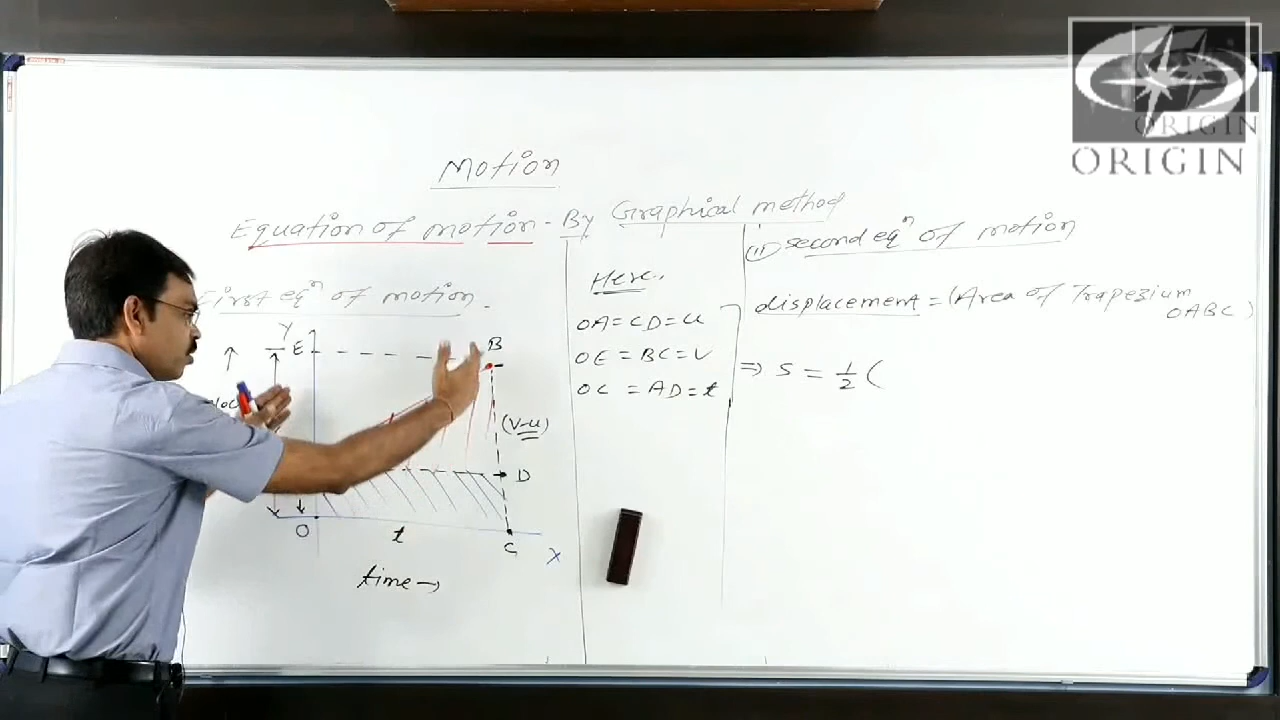 ORIGIN
ORIGIN
Motion
Equation of motion - By Graphical method
First eqn of motion.
Y
E
B
(V-u)
D
O
t
C
X
time→
Here.
OA = CD = u
OE = BC = V
OC = AD = t
(ii) second eqn of motion
displacement = (Area of Trapezium
OABC)
⇒ S = 1/2 (